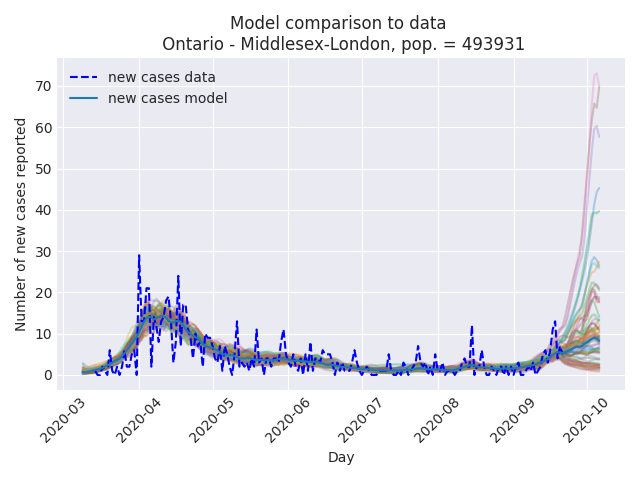 Model comparison to data
Ontario - Middlesex-London, pop. = 493931
new cases data
new cases model
Number of new cases reported
70
60
50
40
30
20
10
0
2020-03
2020-04
2020-05
2020-06
2020-07
2020-08
2020-09
2020-10
Day